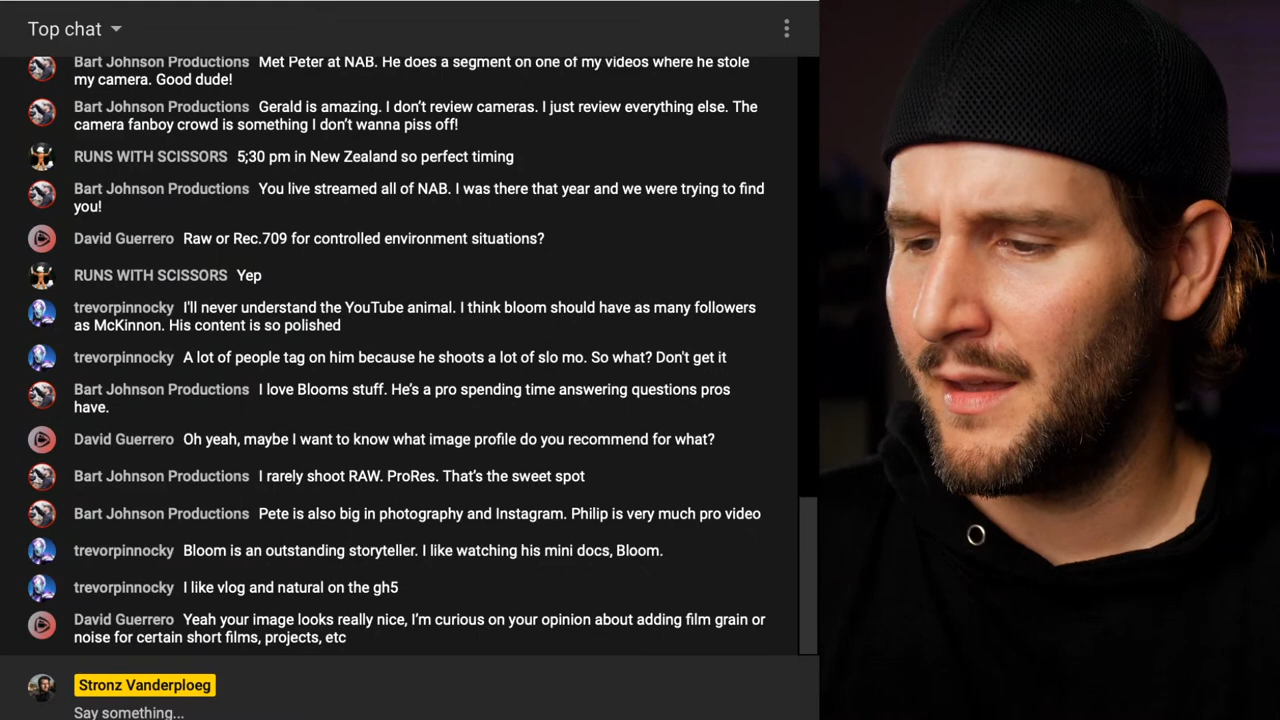 Top chat
Bart Johnson Productions Met Peter at NAB. He does a segment on one of my videos where he stole
my camera. Good dude!
Bart Johnson Productions Gerald is amazing. I don't review cameras. I just review everything else. The
camera fanboy crowd is something I don't wanna piss off!
RUNS WITH SCISSORS 5;30 pm in New Zealand so perfect timing
Bart Johnson Productions You live streamed all of NAB. I was there that year and we were trying to find
you!
David Guerrero Raw or Rec.709 for controlled environment situations?
RUNS WITH SCISSORS Yep
trevorpinnocky I'll never understand the YouTube animal. I think bloom should have as many followers
as McKinnon. His content is so polished
trevorpinnocky A lot of people tag on him because he shoots a lot of slo mo. So what? Don't get it
Bart Johnson Productions I love Blooms stuff. He's a pro spending time answering questions pros
have.
David Guerrero Oh yeah, maybe I want to know what image profile do you recommend for what?
Bart Johnson Productions I rarely shoot RAW. ProRes. That's the sweet spot
Bart Johnson Productions Pete is also big in photography and Instagram. Philip is very much pro video
trevorpinnocky Bloom is an outstanding storyteller. I like watching his mini docs, Bloom.
trevorpinnocky I like vlog and natural on the gh5
David Guerrero Yeah your image looks really nice, I'm curious on your opinion about adding film grain or
noise for certain short films, projects, etc
Stronz Vanderploeg
Say something...